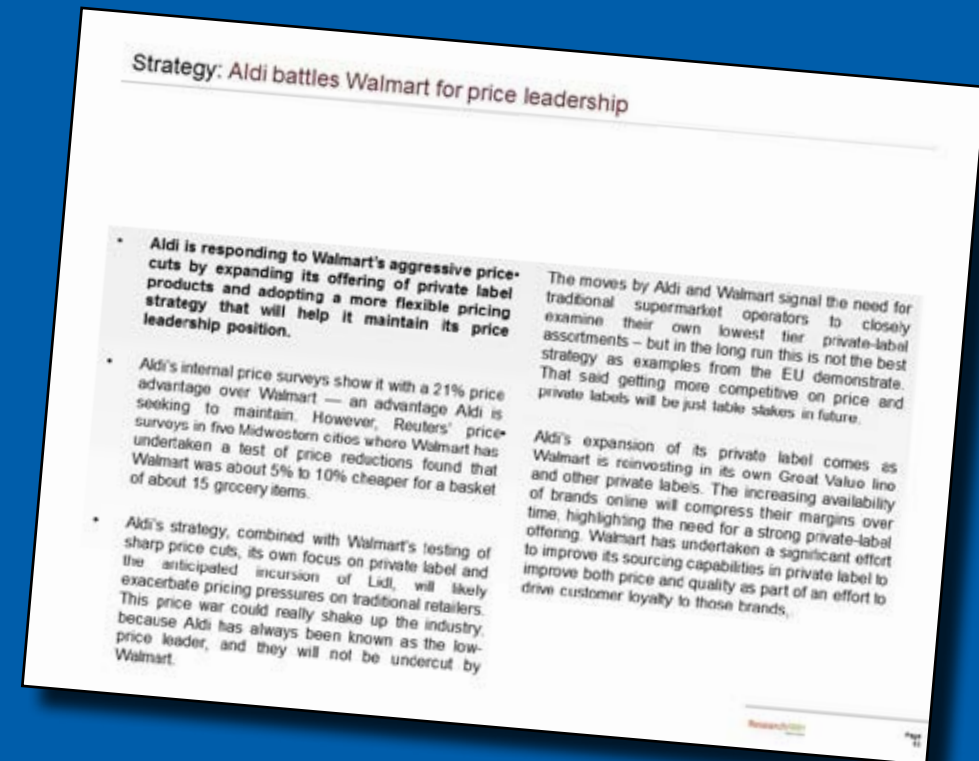 Strategy: Aldi battles Walmart for price leadership
• Aldi is responding to Walmart's aggressive price-
cuts by expanding its offering of private label
products and adopting a more flexible pricing
strategy that will help it maintain its price
leadership position.
• Aldi's internal price surveys show it with a 21% price
advantage over Walmart — an advantage Aldi is
seeking to maintain. However, Reuters' price-
surveys in five Midwestern cities where Walmart has
undertaken a test of price reductions found that
Walmart was about 5% to 10% cheaper for a basket
of about 15 grocery items.
• Aldi's strategy, combined with Walmart's testing of
sharp price cuts, its own focus on private label and
the anticipated incursion of Lidl, will likely
exacerbate pricing pressures on traditional retailers.
This price war could really shake up the industry.
because Aldi has always been known as the low-
price leader, and they will not be undercut by
Walmart.
The moves by Aldi and Walmart signal the need for
traditional supermarket operators to closely
examine their own lowest tier private-label
assortments – but in the long run this is not the best
strategy as examples from the EU demonstrate.
That said getting more competitive on price and
private labels will be just table stakes in future.
Aldi's expansion of its private label comes as
Walmart is reinvesting in its own Great Value line
and other private labels. The increasing availability
of brands online will compress their margins over
time, highlighting the need for a strong private-label
offering. Walmart has undertaken a significant effort
to improve its sourcing capabilities in private label to
improve both price and quality as part of an effort to
drive customer loyalty to those brands,
Page